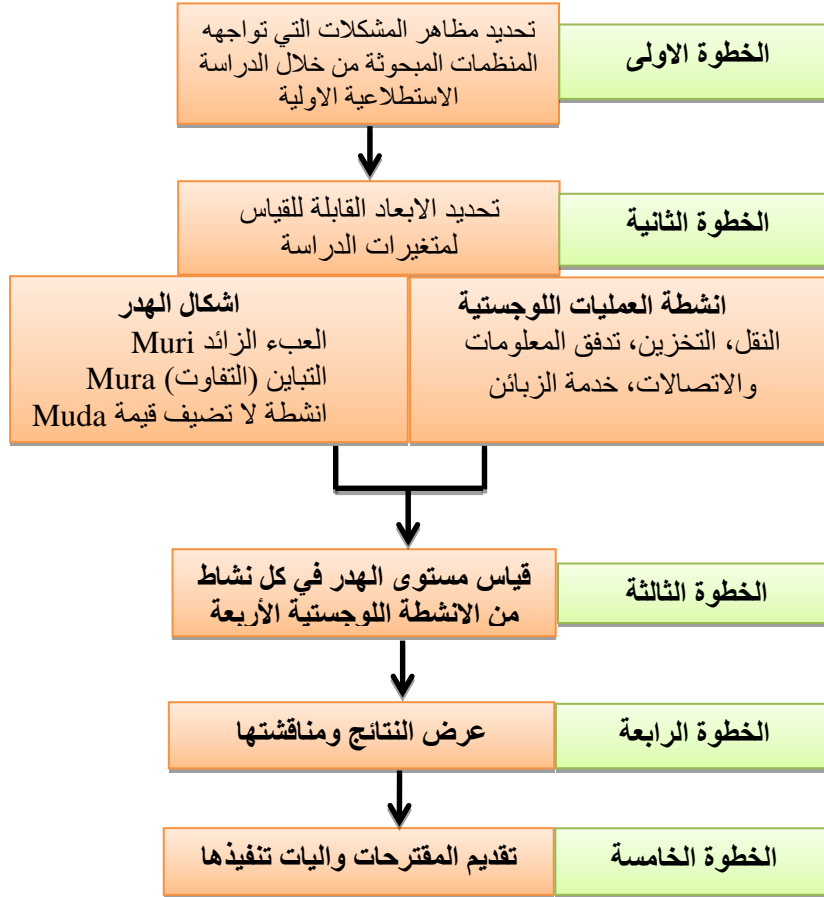 الخطوة الاولى
تحديد مظاهر المشكلات التي تواجهه
المنظمات المبحوثة من خلال الدراسة
الاستطلاعية الاولية
الخطوة الثانية
تحديد الابعاد القابلة للقياس
لمتغيرات الدراسة
انشطة العمليات اللوجستية
النقل، التخزين، تدفق المعلومات
والاتصالات، خدمة الزبائن
اشكال الهدر
العبء الزائد Muri
التباين (التفاوت) Mura
انشطة لا تضيف قيمة Muda
الخطوة الثالثة
قياس مستوى الهدر في كل نشاط
من الانشطة اللوجستية الأربعة
الخطوة الرابعة
عرض النتائج ومناقشتها
الخطوة الخامسة
تقديم المقترحات واليات تنفيذها